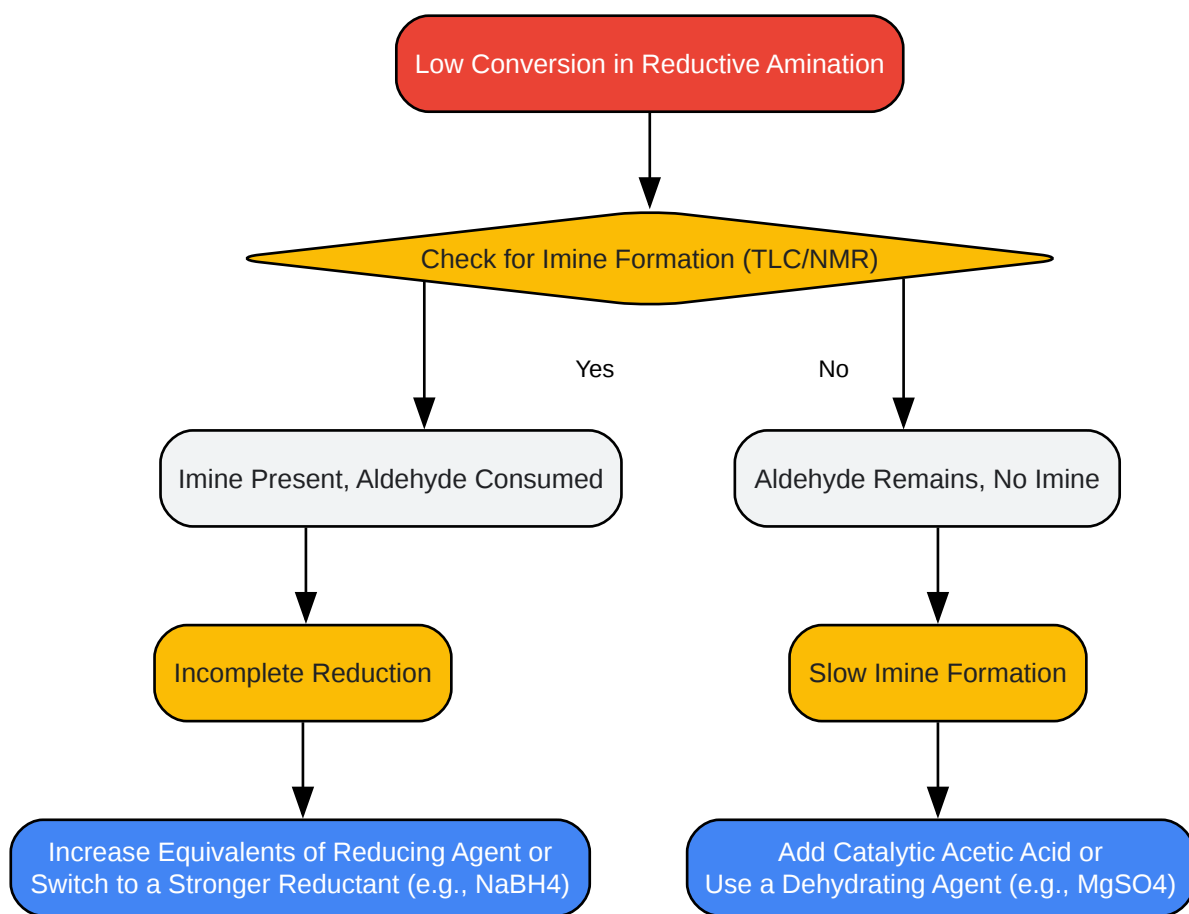 Low Conversion in Reductive Amination
Check for Imine Formation (TLC/NMR)
Yes
No
Imine Present, Aldehyde Consumed
Aldehyde Remains, No Imine
Incomplete Reduction
Slow Imine Formation
Increase Equivalents of Reducing Agent or
Switch to a Stronger Reductant (e.g., NaBH4)
Add Catalytic Acetic Acid or
Use a Dehydrating Agent (e.g., MgSO4)